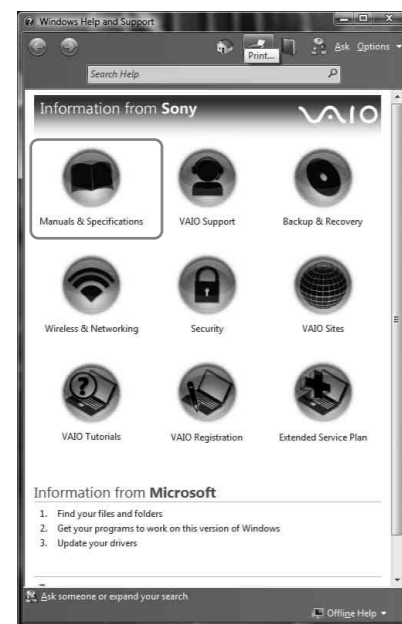 Windows Help and Support
Ask Options
Print...
Search Help
Information from Sony VAIO
Manuals & Specifications VAIO Support Backup & Recovery
Wireless & Networking Security VAIO Sites
VAIO Tutorials VAIO Registration Extended Service Plan
Information from Microsoft
1. Find your files and folders
2. Get your programs to work on this version of Windows
3. Update your drivers
Ask someone or expand your search
Offline Help